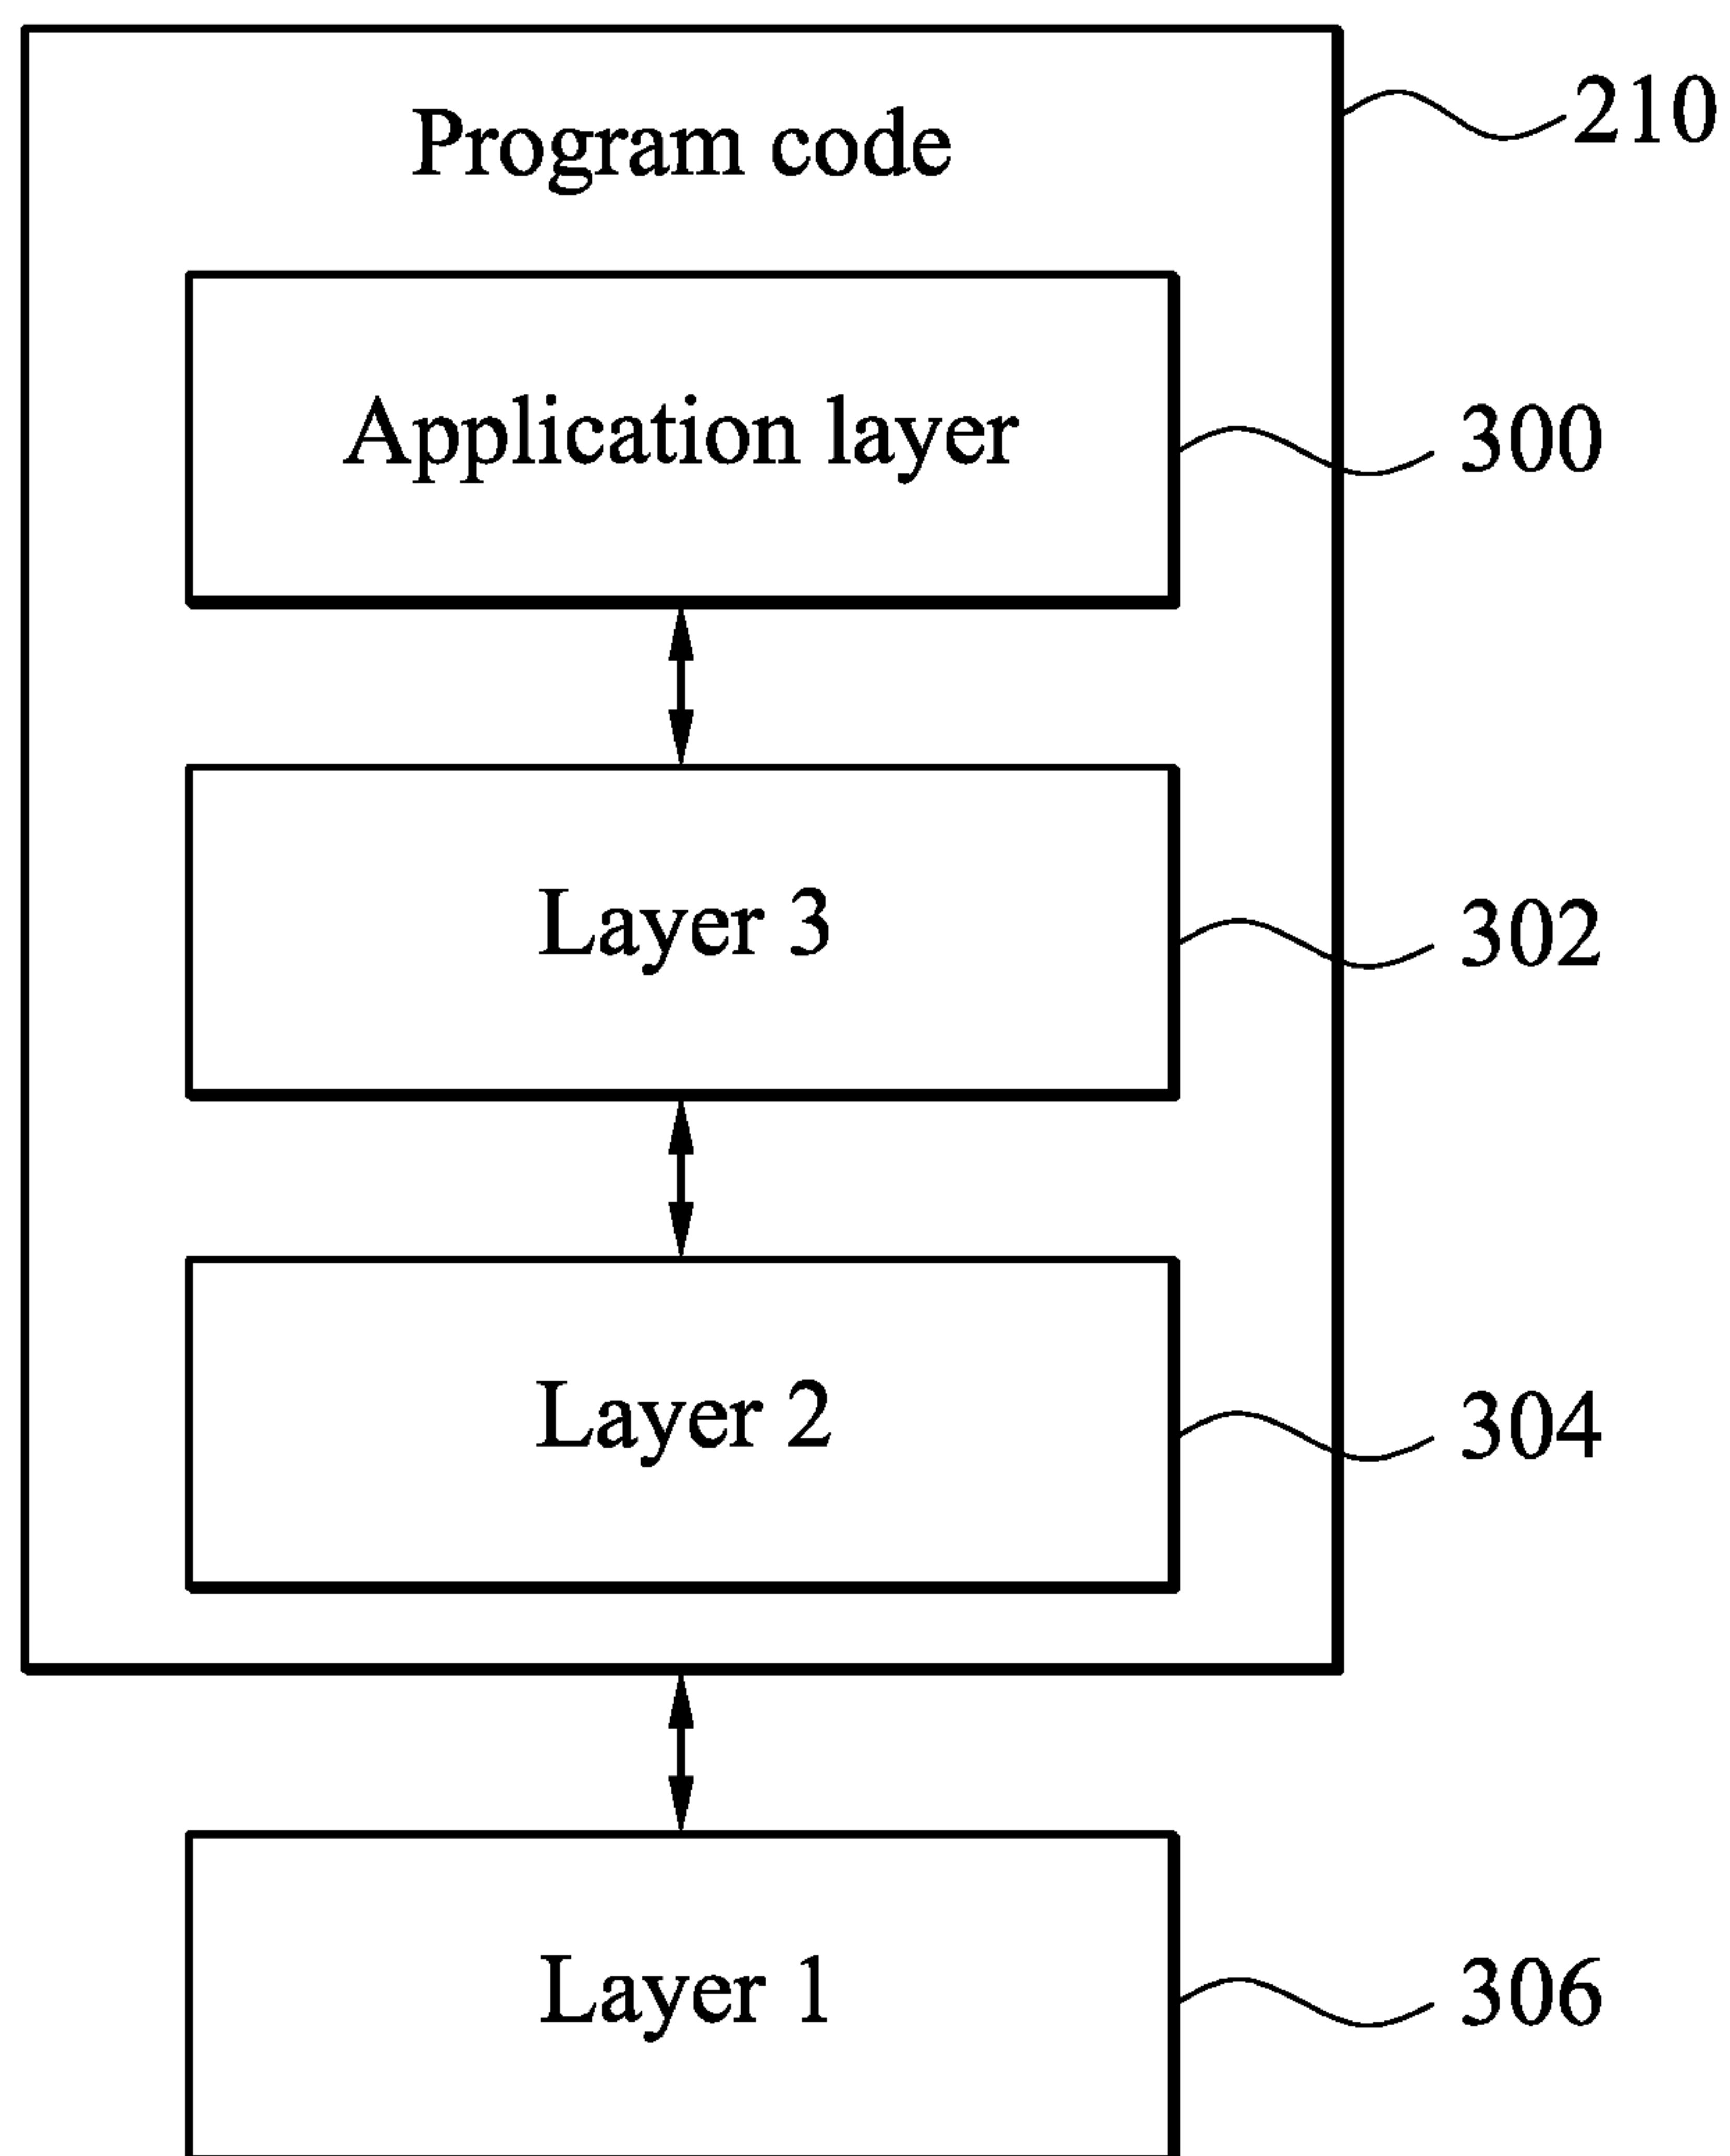 Program code
210
Application layer
300
Layer 3
302
Layer 2
304
Layer 1
306